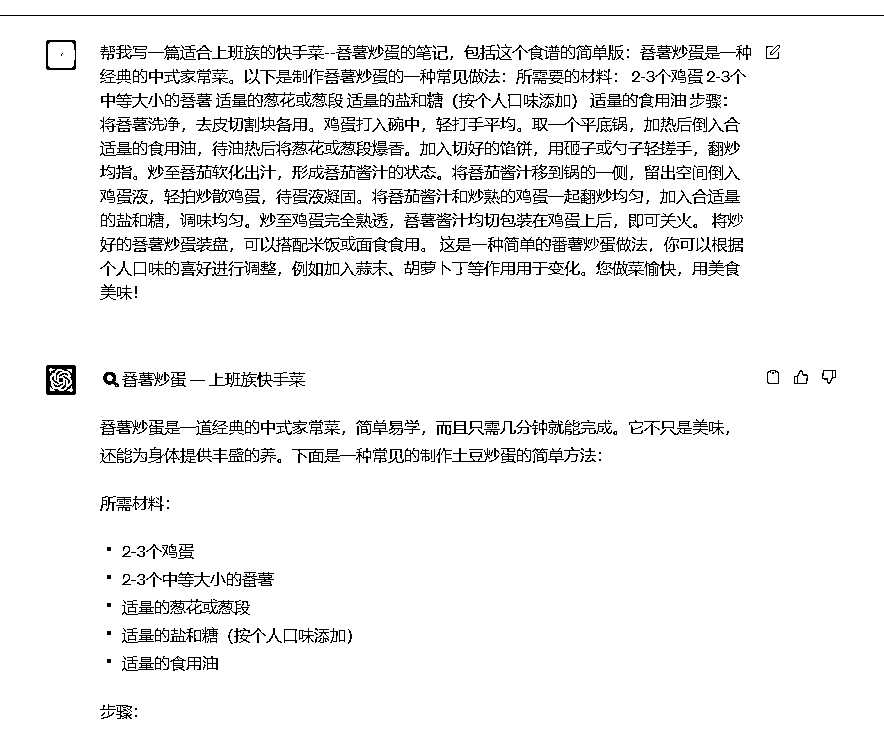 帮我写一篇适合上班族的快手菜--番薯炒蛋的笔记，包括这个食谱的简单版：番薯炒蛋是一种
经典的中式家常菜。以下是制作番薯炒蛋的一种常见做法：所需要的材料： 2-3个鸡蛋 2-3个
中等大小的番薯 适量的葱花或葱段 适量的盐和糖（按个人口味添加） 适量的食用油 步骤：
将番薯洗净，去皮切割块备用。鸡蛋打入碗中，轻打手平均。取一个平底锅，加热后倒入合
适量的食用油，待油热后将葱花或葱段爆香。加入切好的馅饼，用砸子或勺子轻搓手，翻炒
均指。炒至番茄软化出汁，形成番茄酱汁的状态。将番茄酱汁移到锅的一侧，留出空间倒入
鸡蛋液，轻拍炒散鸡蛋，待蛋液凝固。将番茄酱汁和炒熟的鸡蛋一起翻炒均匀，加入合适量
的盐和糖，调味均匀。炒至鸡蛋完全熟透，番薯酱汁均切包装在鸡蛋上后，即可关火。 将炒
好的番薯炒蛋装盘，可以搭配米饭或面食食用。 这是一种简单的番薯炒蛋做法，你可以根据
个人口味的喜好进行调整，例如加入蒜末、胡萝卜丁等作用用于变化。您做菜愉快，用美食
美味！
番薯炒蛋 — 上班族快手菜
番薯炒蛋是一道经典的中式家常菜，简单易学，而且只需几分钟就能完成。它不只是美味，
还能为身体提供丰盛的养。下面是一种常见的制作土豆炒蛋的简单方法：
所需材料：
▪ 2-3个鸡蛋
▪ 2-3个中等大小的番薯
▪ 适量的葱花或葱段
▪ 适量的盐和糖（按个人口味添加）
▪ 适量的食用油
步骤：